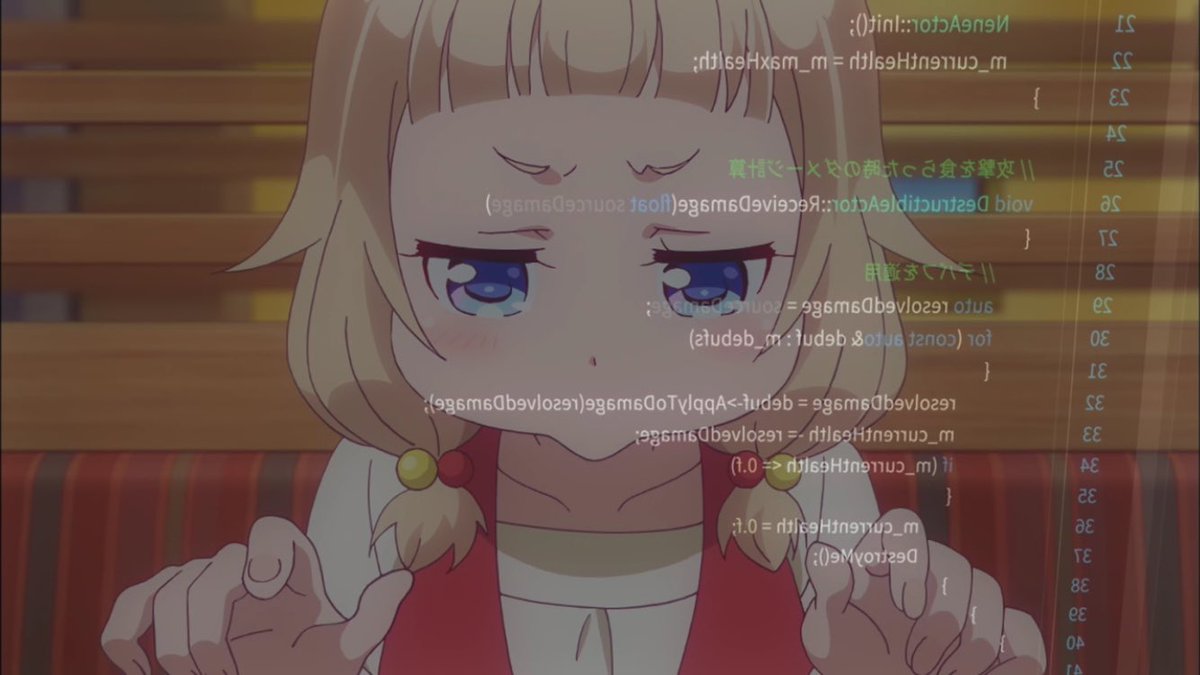 21 NeneActor::Init();
22 m_currentHealth = m_maxHealth;
23 }
24
25 // 攻撃を食らった時のダメージ計算
26 void DestructibleActor::ReceiveDamage(float sourceDamage)
27 {
28 // デバフを適用
29 auto resolvedDamage = sourceDamage;
30 for (const auto& debuf : m_debufs)
31 {
32 resolvedDamage = debuf->ApplyToDamage(resolvedDamage);
33 m_currentHealth -= resolvedDamage;
34 if (m_currentHealth <= 0.f)
35 {
36 m_currentHealth = 0.f;
37 DestroyMe();
38 }
39 }
40 }
41